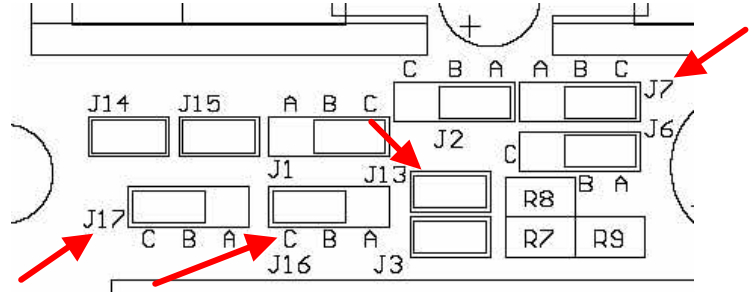 C B A A B C
J7
J14 J15 A B C
J2 J6
C
J1 J13
B A
R8
J17
C B A C B A R7 R9
J16 J3